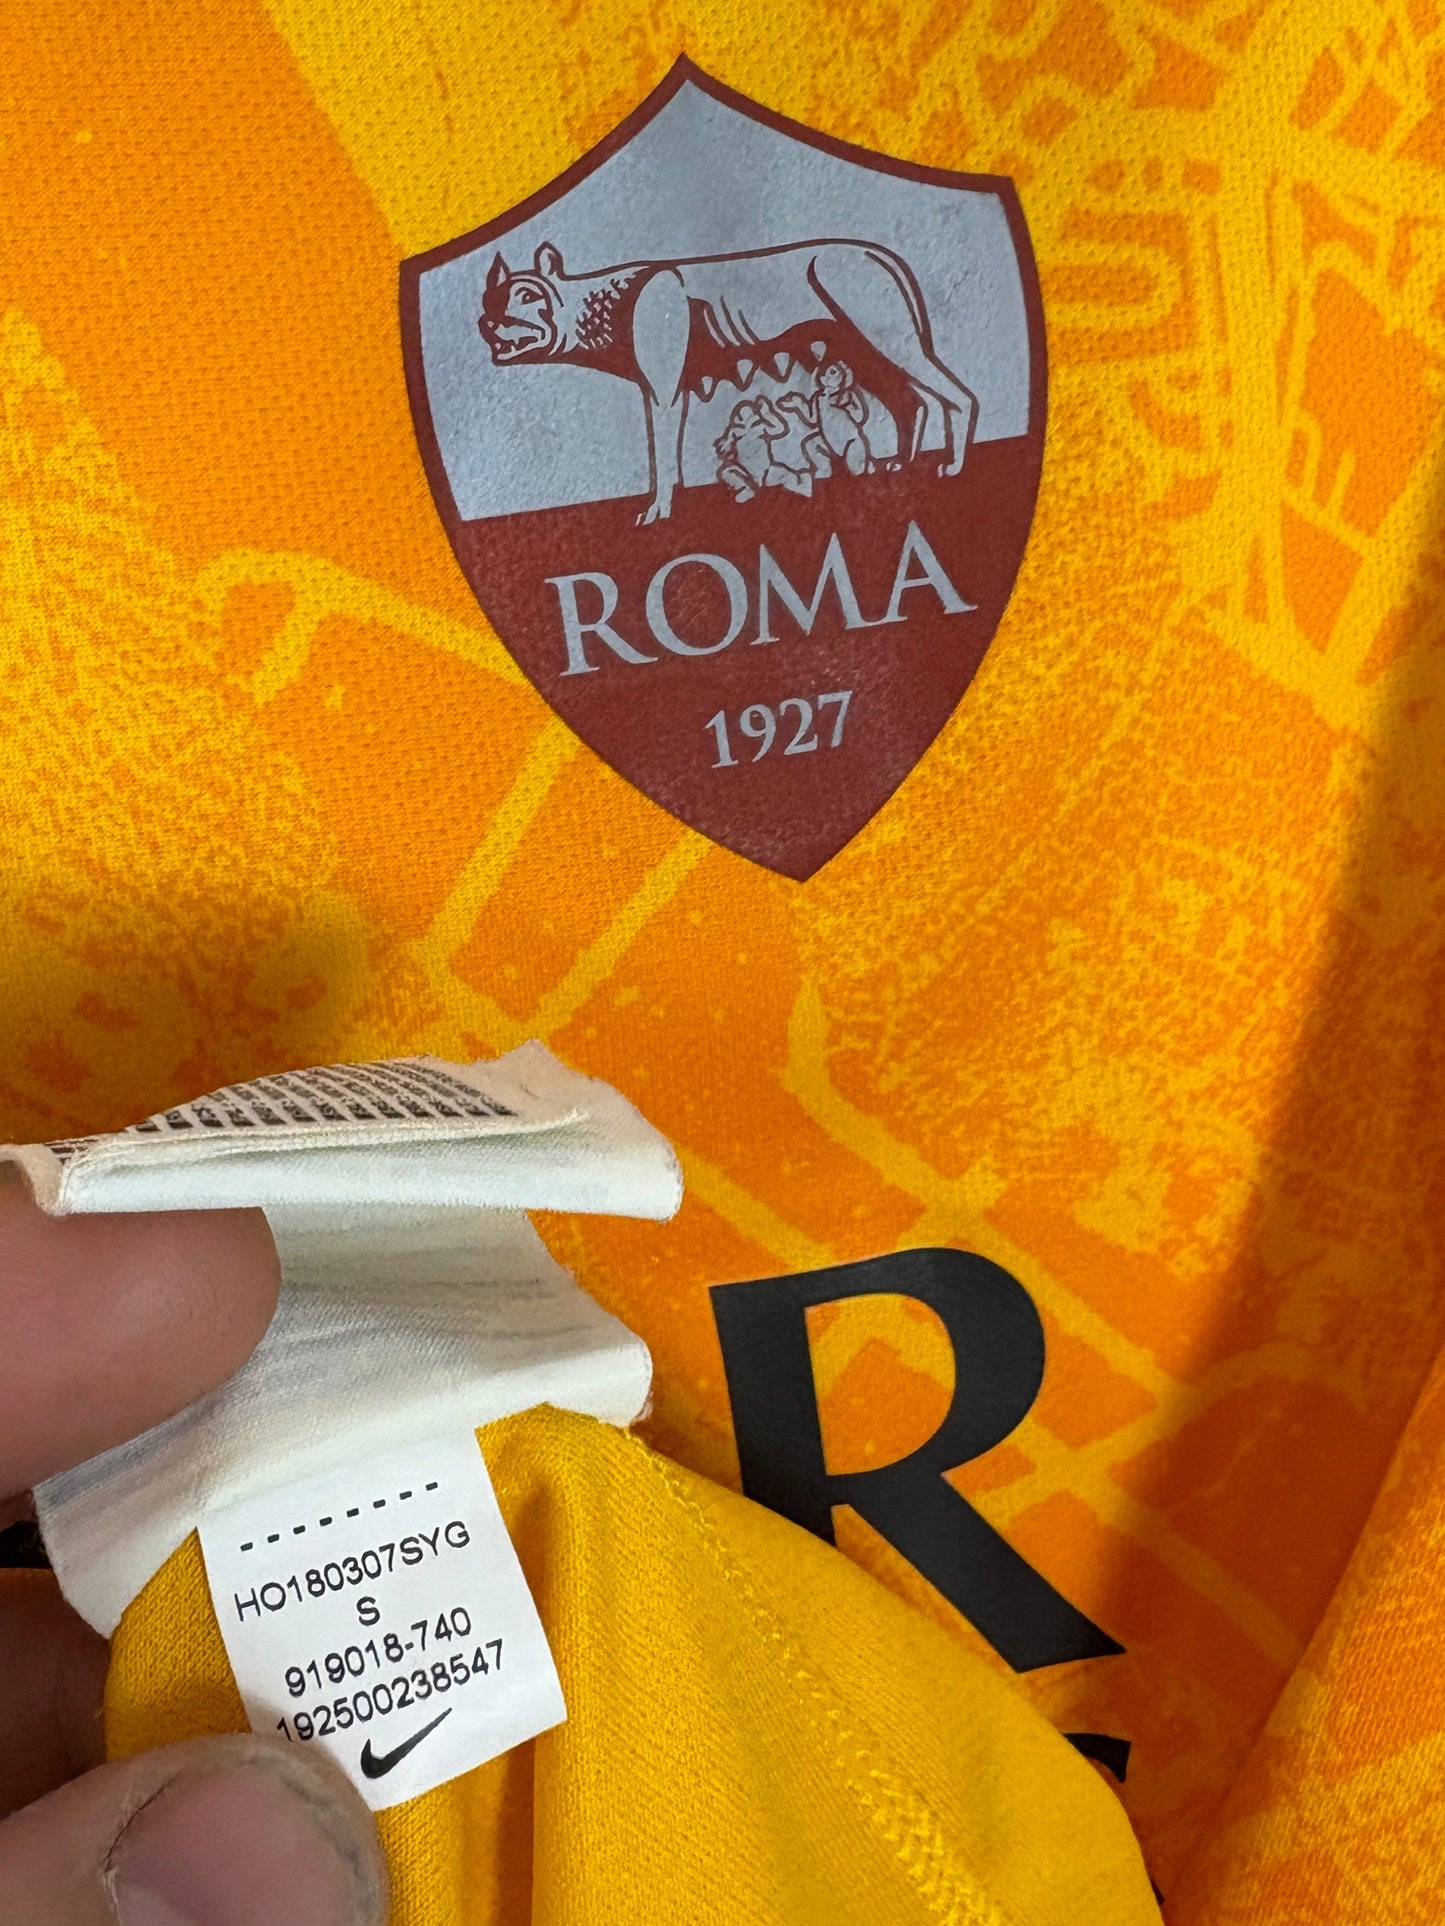 ROMA
1927
R
--------
HO180307SYG
S
919018-740
192500238547